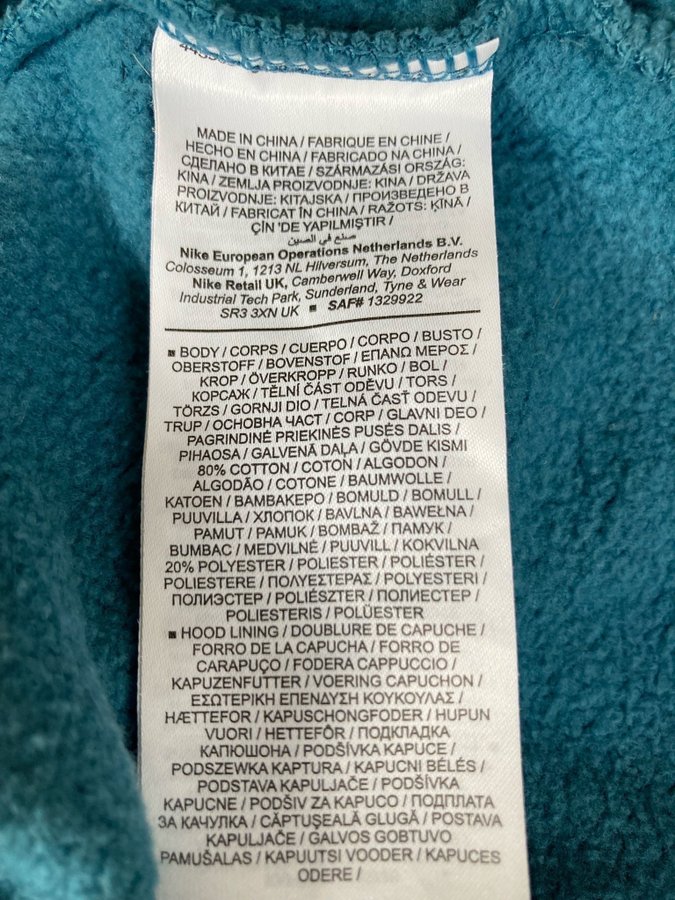 MADE IN CHINA / FABRIQUE EN CHINE /
HECHO EN CHINA / FABRICADO NA CHINA /
СДЕЛАНО В КИТАЕ / SZÁRMAZÁSI ORSZÁG:
KINA / ZEMLJA PROIZVODNJE: KINA / DRŽAVA
PROIZVODNJE: KITAJSKA / ПРОИЗВЕДЕНО В
КИТАЙ / FABRICAT ÎN CHINA / RAŽOTS: ĶĪNĀ /
ÇİN 'DE YAPILMIŞTIR /
صنع في الصين
Nike European Operations Netherlands B.V.
Colosseum 1, 1213 NL Hilversum, The Netherlands
Nike Retail UK, Camberwell Way, Doxford
Industrial Tech Park, Sunderland, Tyne & Wear
SR3 3XN UK ■ SAF# 1329922
■ BODY / CORPS / CUERPO / CORPO / BUSTO /
OBERSTOFF / BOVENSTOF / ΕΠΑΝΩ ΜΕΡΟΣ /
KROP / ÖVERKROPP / RUNKO / BOL /
КОРСАЖ / TĚLNÍ ČÁST ODĚVU / TORS /
TÖRZS / GORNJI DIO / TELNÁ ČASŤ ODEVU /
TRUP / ОСНОВНА ЧАСТ / CORP / GLAVNI DEO /
PAGRINDINĖ PRIEKINĖS PUSĖS DALIS /
PIHAOSA / GALVENĀ DAĻA / GÖVDE KISMI
80% COTTON / COTON / ALGODON /
ALGODÃO / COTONE / BAUMWOLLE /
KATOEN / ΒΑΜΒΑΚΕΡΟ / BOMULD / BOMULL /
PUUVILLA / ХЛОПОК / BAVLNA / BAWEŁNA /
PAMUT / PAMUK / BOMBAŽ / ПАМУК /
BUMBAC / MEDVILNĖ / PUUVILL / KOKVILNA
20% POLYESTER / POLIESTER / POLIÉSTER /
POLIESTERE / ΠΟΛΥΕΣΤΕΡΑΣ / POLYESTERI /
ПОЛИЭСТЕР / POLIÉSZTER / ПОЛИЕСТЕР /
POLIESTERIS / POLÜESTER
■ HOOD LINING / DOUBLURE DE CAPUCHE /
FORRO DE LA CAPUCHA / FORRO DE
CARAPUÇO / FODERA CAPPUCCIO /
KAPUZENFUTTER / VOERING CAPUCHON /
ΕΣΩΤΕΡΙΚΗ ΕΠΕΝΔΥΣΗ ΚΟΥΚΟΥΛΑΣ /
HÆTTEFOR / KAPUSCHONGFODER / HUPUN
VUORI / HETTEFÔR / ПОДКЛАДКА
КАПЮШОНА / PODŠÍVKA KAPUCE /
PODSZEWKA KAPTURA / KAPUCNI BÉLÉS /
PODSTAVA KAPULJAČE / PODŠÍVKA
KAPUCNE / PODŠIV ZA KAPUCO / ПОДПЛАТА
ЗА КАЧУЛКА / CĂPTUŞEALĂ GLUGĂ / POSTAVA
KAPULJAČE / GALVOS GOBTUVO
PAMUŠALAS / KAPUUTSI VOODER / KAPUCES
ODERE /